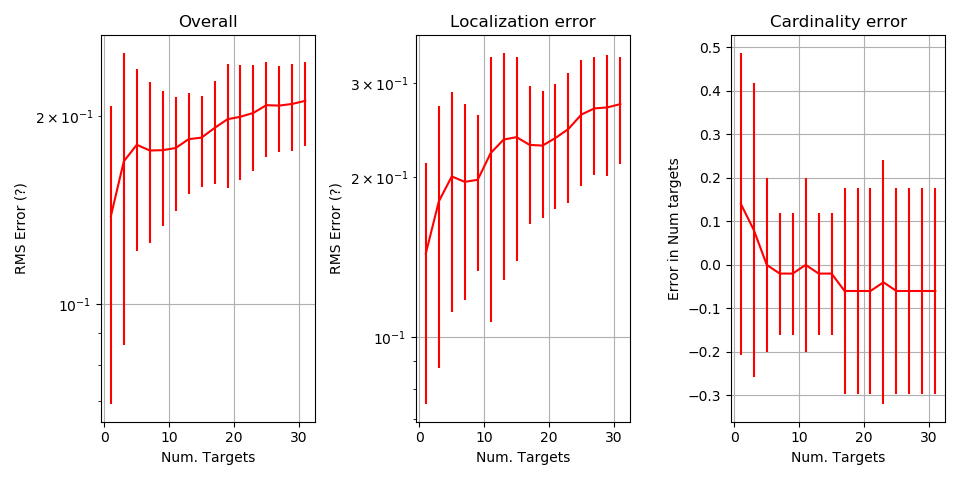 Overall
RMS Error (?)
2 × 10⁻¹
10⁻¹
0 10 20 30
Num. Targets
Localization error
RMS Error (?)
3 × 10⁻¹
2 × 10⁻¹
10⁻¹
0 10 20 30
Num. Targets
Cardinality error
Error in Num targets
0.5
0.4
0.3
0.2
0.1
0.0
−0.1
−0.2
−0.3
0 10 20 30
Num. Targets